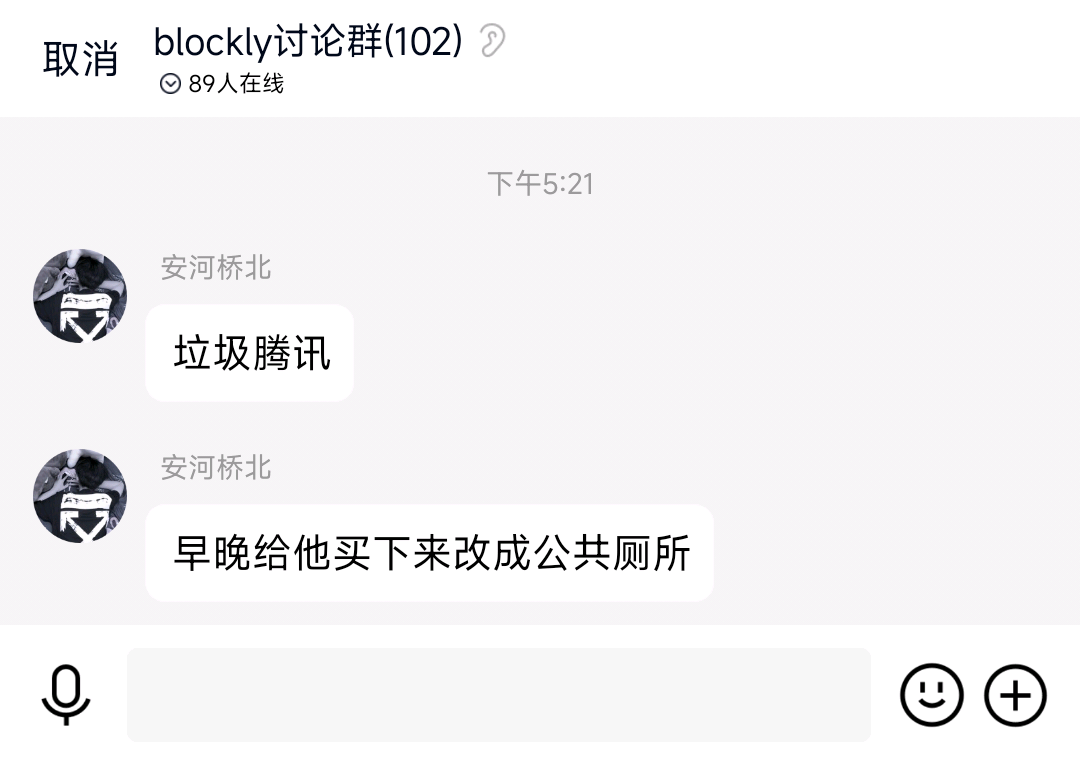 取消
blockly讨论群(102)
89人在线
下午5:21
安河桥北
垃圾腾讯
安河桥北
早晚给他买下来改成公共厕所